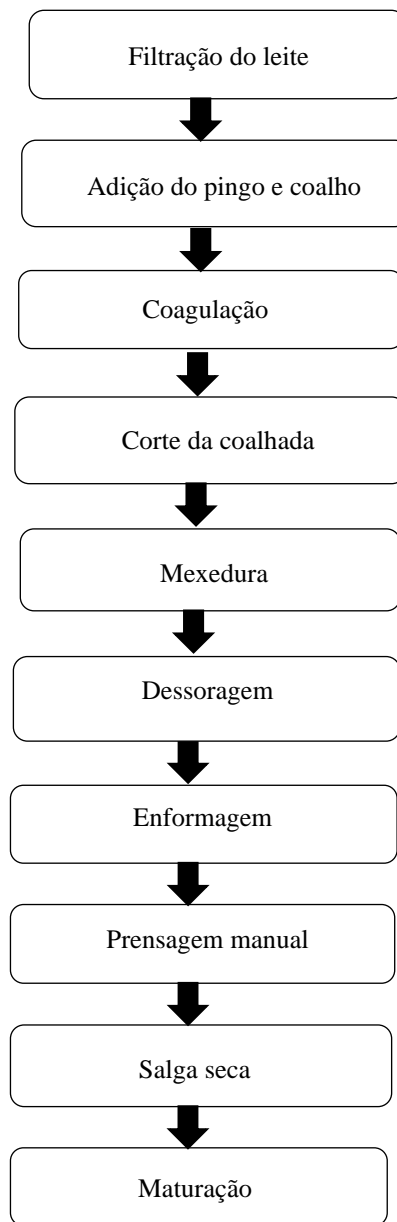 Filtração do leite
Adição do pingo e coalho
Coagulação
Corte da coalhada
Mexedura
Dessoragem
Enformagem
Prensagem manual
Salga seca
Maturação